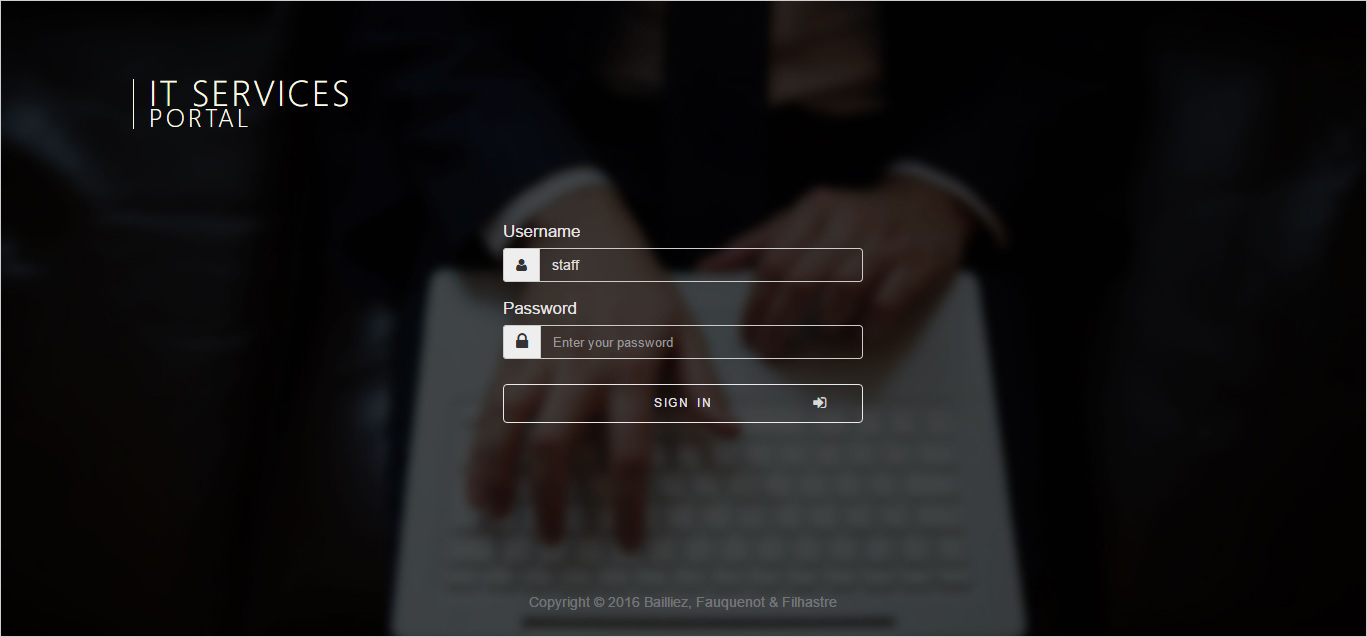 IT SERVICES
PORTAL
Username
staff
Password
Enter your password
SIGN IN
Copyright © 2016 Bailliez, Fauquenot & Filhastre